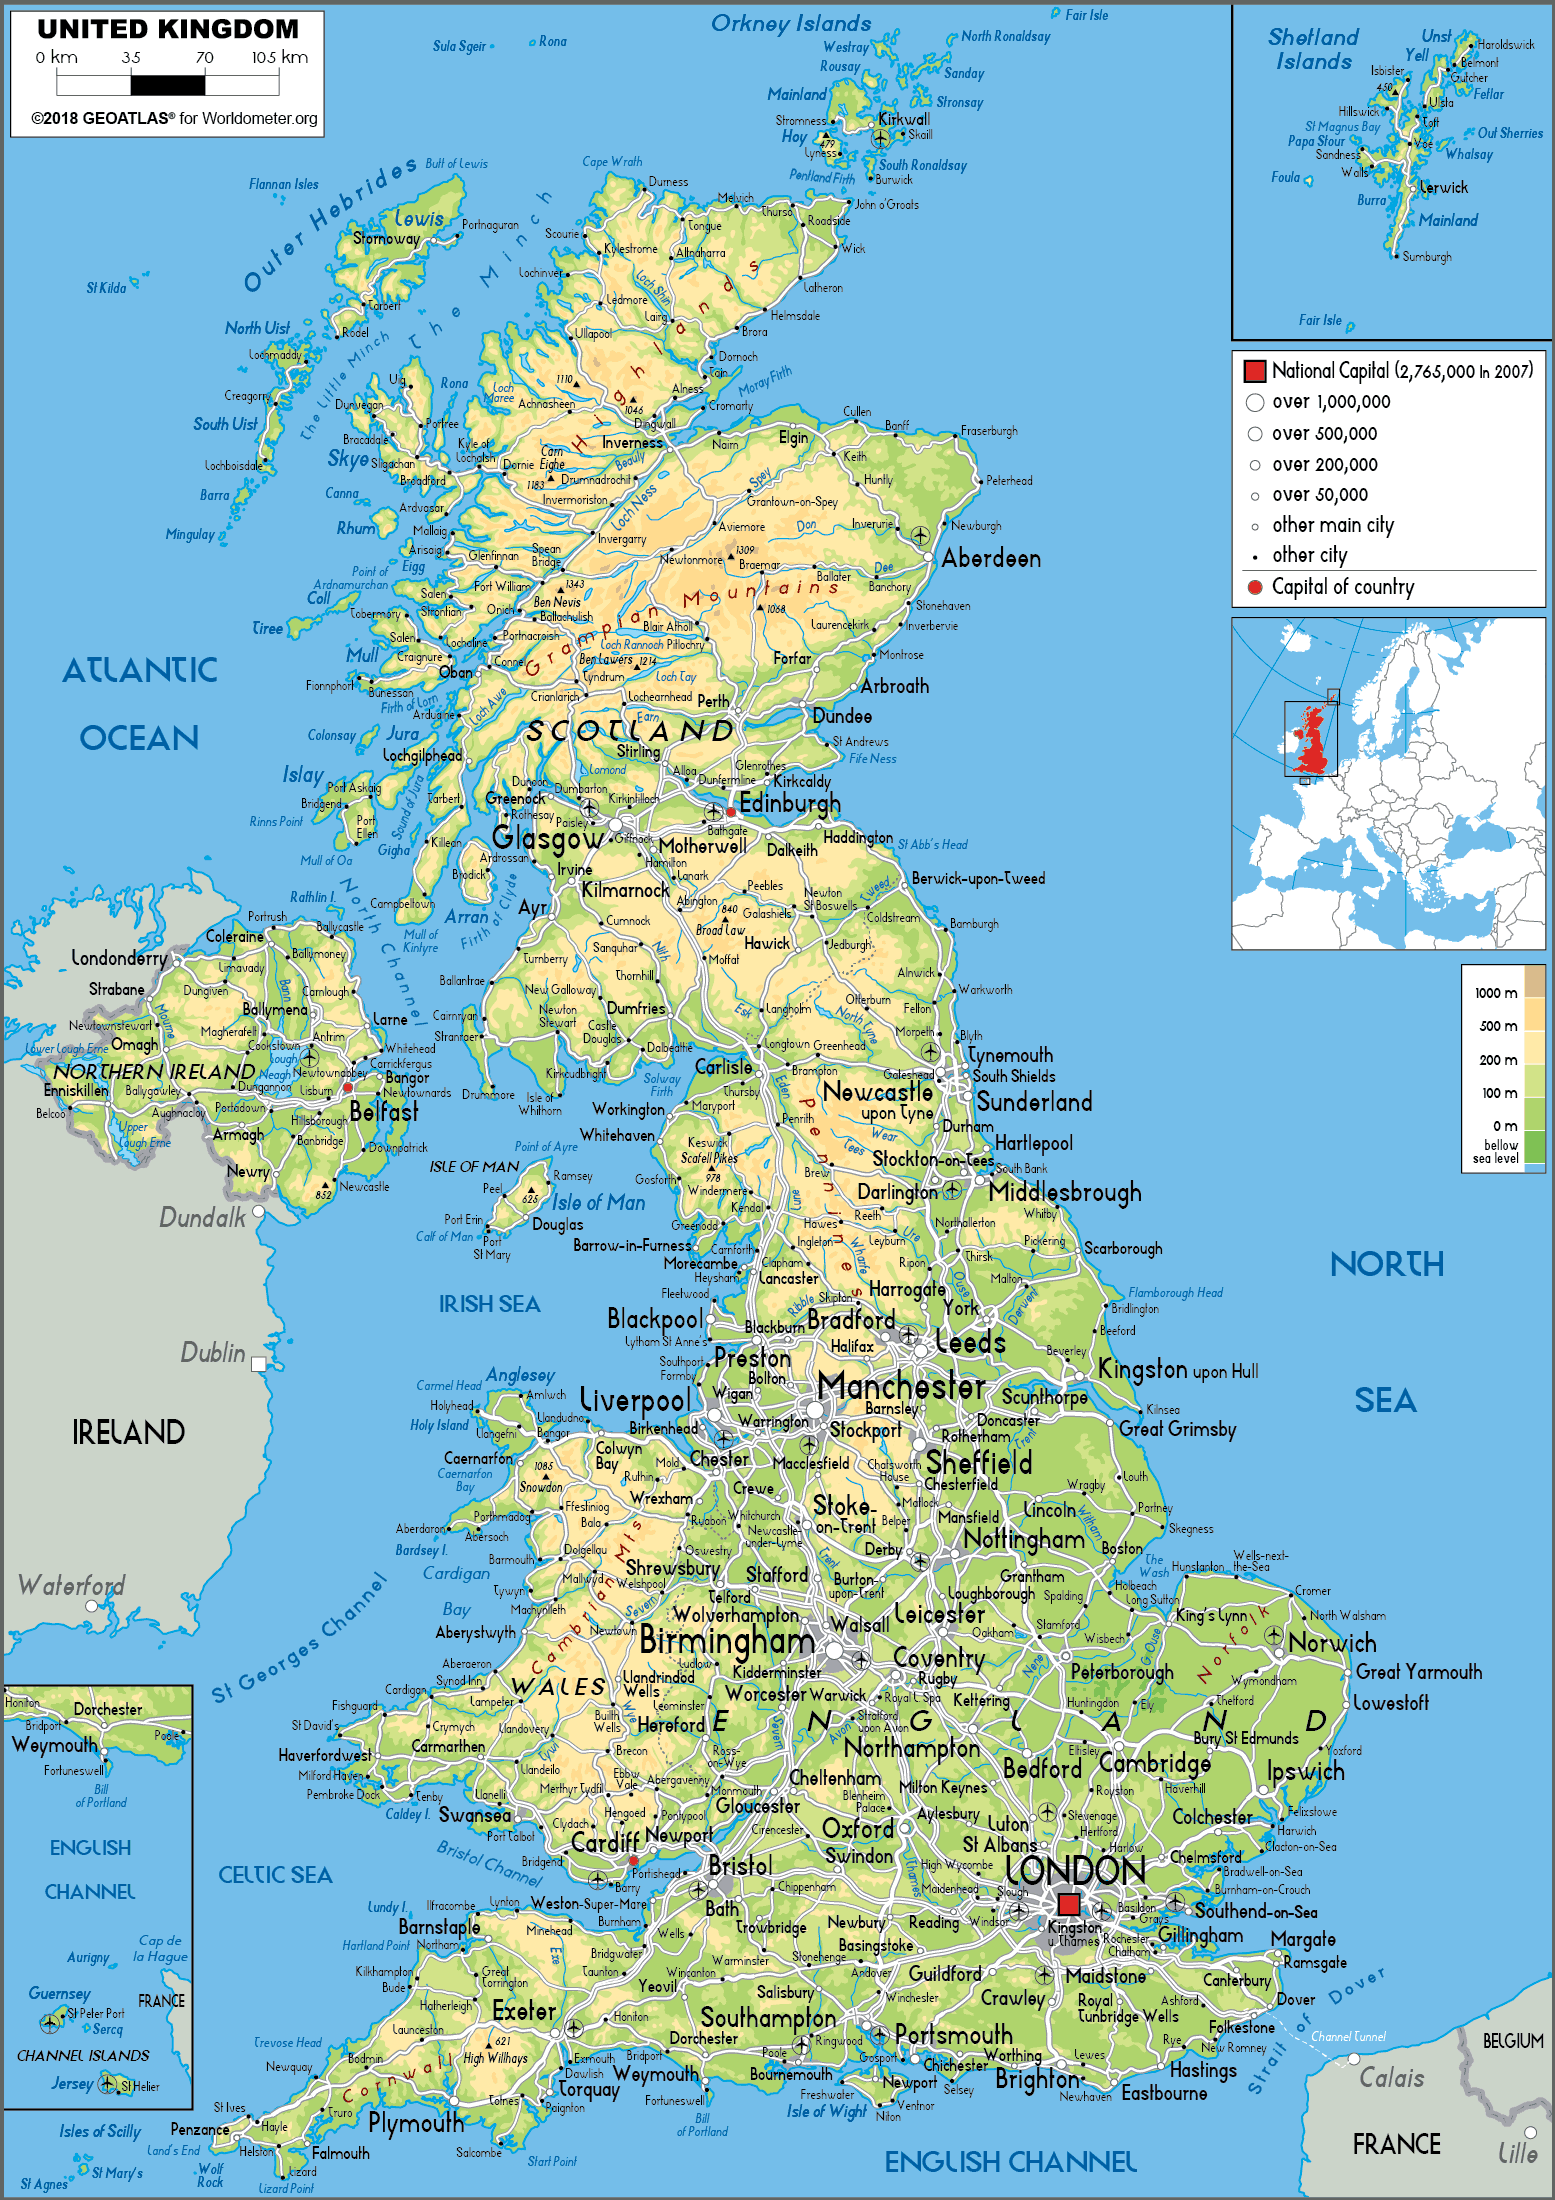 UNITED KINGDOM
0 km 35 70 105 km
©2018 GEOATLAS® for Worldometer.org
Sula Sgeir
Rona
Orkney Islands
Fair Isle
Westray
North Ronaldsay
Rousay
Sanday
Mainland
Stronsay
Stromness
Kirkwall
Skaill
Hoy
479
Lyness
South Ronaldsay
Burwick
Pentland Firth
Shetland
Islands
Unst
Haroldswick
Yell
Belmont
Gutcher
Isbister
450
Fetlar
Ulsta
Hillswick
Toft
St Magnus Bay
Out Sherries
Papa Stour
Voe
Whalsay
Sandness
Walls
Foula
Lerwick
Burra
Mainland
Sumburgh
Fair Isle
National Capital (2,765,000 In 2007)
over 1,000,000
over 500,000
over 200,000
over 50,000
other main city
other city
Capital of country
1000 m
500 m
200 m
100 m
0 m
bellow
sea level
Outer Hebrides
Butt of Lewis
Flannan Isles
Lewis
Portnaguran
Stornoway
St Kilda
Tarbert
Rodel
The Minch
The Little Minch
North Uist
Lochmaddy
Creagorry
South Uist
Lochboisdale
Barra
Mingulay
Cape Wrath
Durness
Melvich
Thurso
John o'Groats
Roadside
Scourie
Tongue
Wick
Kylestrome
Altnaharra
Lochinver
Loch Shin
Latheron
Ledmore
Lairg
Helmsdale
Ullapool
Brora
Dornoch
Tain
Moray Firth
Uig
Rona
Loch
Maree
1110
Achnasheen
Alness
Cromarty
1046
Dingwall
Highlands
Dunvegan
Portree
Bracadale
Skye
Sligachan
Kyle of
Lochalsh
Dornie
Carn
Eighe
1183
Inverness
Beauly
Nairn
Elgin
Cullen
Banff
Fraserburgh
Keith
Huntly
Peterhead
Broadford
Drumnadrochit
Invermoriston
Loch Ness
Spey
Grantown-on-Spey
Canna
Rhum
Ardvasar
Mallaig
Arisaig
Invergarry
Aviemore
Don
Inverurie
Newburgh
Aberdeen
Glenfinnan
Spean
Bridge
Newtonmore
1309
Braemar
Dee
Ballater
Banchory
Eigg
Point of
Ardnamurchan
Coll
Tobermory
Salen
Strontian
Fort William
1343
Ben Nevis
Onich
Ballachulish
Grampian Mountains
1068
Stonehaven
Inverbervie
Laurencekirk
Tiree
Salen
Lochaline
Portnacroish
Blair Atholl
Loch Rannoch
Pitlochry
Mull
Craignure
Connel
Oban
Ben Lawers 1214
Tyndrum
Loch Tay
Forfar
Montrose
Arbroath
Fionnphort
Bunessan
Firth of Lorn
Crianlarich
Lochearnhead
Perth
Earn
Dundee
Arduaine
Loch Awe
Colonsay
Jura
SCOTLAND
St Andrews
Fife Ness
Lochgilphead
Stirling
Glenrothes
Kirkcaldy
Islay
Port Askaig
Bridgend
Port
Ellen
Rinns Point
Mull of Oa
Sound of Jura
Gigha
Tarbert
Killean
Dunoon
Dumbarton
L. Lomond
Alloa
Dunfermline
Greenock
Kirkintilloch
Edinburgh
Rothesay
Paisley
Glasgow
Giffnock
Motherwell
Bathgate
Dalkeith
Haddington
St Abb's Head
Ardrossan
Brodick
Irvine
Hamilton
Lanark
Kilmarnock
Peebles
Berwick-upon-Tweed
Tweed
Campbeltown
Arran
Firth of Clyde
Ayr
Cumnock
Abington
840
Broad Law
Galashiels
Newton
St Boswells
Coldstream
Bamburgh
Mull of
Kintyre
Sanquhar
Nith
Hawick
Jedburgh
Moffat
Turnberry
Ballantrae
Thornhill
New Galloway
Alnwick
Warkworth
Felton
Otterburn
Cairnryan
Newton
Stewart
Dumfries
Castle
Douglas
Stranraer
Dalbeattie
Esk
Langholm
North Tyne
Morpeth
Blyth
Drummore
Isle of
Whithorn
Kirkcudbright
Solway
Firth
Longtown
Greenhead
Carlisle
Brampton
Tynemouth
Gateshead
South Shields
Newcastle
upon Tyne
Sunderland
ATLANTIC
OCEAN
Rathlin I.
North Channel
Portrush
Ballycastle
Coleraine
Londonderry
Limavady
Ballymoney
Strabane
Dungiven
Bann
Carnlough
Ballymena
Mourne
Newtownstewart
Larne
Magherafelt
Antrim
Whitehead
Lower Lough Erne
Omagh
Cookstown
Lough
Neagh
Carrickfergus
Newtownabbey
NORTHERN IRELAND
Enniskillen
Ballygawley
Dungannon
Lisburn
Bangor
Newtownards
Belcoo
Aughnacloy
Portadown
Belfast
Hillsborough
Upper
Lough Erne
Armagh
Banbridge
Downpatrick
Newry
Newcastle
852
Dundalk
Dublin
IRELAND
Waterford
Point of Ayre
ISLE OF MAN
Ramsey
Peel
625
Isle of Man
Port Erin
Douglas
Calf of Man
Port
St Mary
IRISH SEA
Maryport
Thursby
Eden
Workington
Penrith
Whitehaven
Keswick
Scafell Pikes
978
Gosforth
Windermere
Kendal
Greenodd
Wear
Tees
Durham
Hartlepool
Stockton-on-Tees
South Bank
Brew
Darlington
Middlesbrough
Whitby
Lune
Hawes
Reeth
Northallerton
Leyburn
Ure
Pickering
Scarborough
Thirsk
Barrow-in-Furness
Carnforth
Ingleton
Pennines
Wharfe
Ripon
Malton
Morecambe
Heysham
Clapham
Lancaster
Harrogate
Ouse
Derwent
Flamborough Head
Bridlington
Beeford
Fleetwood
Ribble
Skipton
York
Blackpool
Blackburn
Bradford
Leeds
Lytham St Anne's
Halifax
Beverley
Preston
Kingston upon Hull
Southport
Formby
Bolton
Wigan
Manchester
Scunthorpe
Kilnsea
Barnsley
Doncaster
Great Grimsby
Liverpool
Warrington
Birkenhead
Stockport
Rotherham
Trent
Sheffield
Anglesey
Carmel Head
Amlwch
Holyhead
Holy Island
Llangefni
Llandudno
Bangor
Colwyn
Bay
Chester
Macclesfield
Chatsworth
House
Chesterfield
Caernarfon
Caernarfon
Bay
1085
Snowdon
Mold
Ruthin
Crewe
Wrexham
Matlock
Louth
Wragby
Lincoln
Partney
Ffestiniog
Stoke-
on-Trent
Mansfield
Belper
Witham
Skegness
Porthmadog
Bala
Ruabon
Whitchurch
Newcastle-
under-Lyme
Nottingham
Aberdaron
Abersoch
Bardsey I.
Oswestry
Derby
Boston
Barmouth
Dolgellau
Trent
Grantham
The
Wash
Hunstanton
Wells-next-
the-Sea
Cromer
Cardigan
Bay
Shrewsbury
Stafford
Burton-
upon-Trent
Loughborough
Spalding
Holbeach
Long Sutton
King's Lynn
North Walsham
Mallwyd
Welshpool
Tywyn
Machynlleth
Telford
Severn
Wolverhampton
Walsall
Leicester
Stamford
Oakham
Wisbech
G.Ouse
Norfolk
Norwich
Newtown
Aberystwyth
Birmingham
Coventry
Nene
Peterborough
Great Yarmouth
Wymondham
Cambrian Mts
Ludlow
Kidderminster
Rugby
Kettering
Huntingdon
Ely
Thetford
Lowestoft
Aberaeron
Synod Inn
Lampeter
WALES
Llandrindod
Wells
Leominster
Worcester
Warwick
Royal L Spa
Stratford
upon Avon
Cardigan
Fishguard
St David's
Crymych
Llandovery
Builth
Wells
Wye
Hereford
ENGLAND
Avon
Northampton
Eltisley
Bury St Edmunds
Yoxford
Haverfordwest
Carmarthen
Tywi
Brecon
Ross-
on-Wye
Severn
Bedford
Cambridge
Ipswich
Milford Haven
Llandeilo
Pembroke Dock
Tenby
Caldey I.
Llanelli
Merthyr Tydfil
Ebbw
Vale
Abergavenny
Monmouth
Cheltenham
Milton Keynes
Royston
Haverhill
Swansea
Hengoed
Pontypool
Gloucester
Blenheim
Palace
Aylesbury
Colchester
Felixstowe
Clydach
Port Talbot
Cardiff
Newport
Cirencester
Oxford
Luton
Stevenage
Hertford
Harwich
Clacton-on-Sea
St Albans
Harlow
Bridgend
Bristol Channel
Portishead
Swindon
High Wycombe
Chelmsford
Bradwell-on-Sea
Barry
Bristol
Thames
Maidenhead
Slough
LONDON
Burnham-on-Crouch
Chippenham
Bath
Windsor
Kingston
u. Thames
Basildon
Grays
Southend-on-Sea
Weston-Super-Mare
Trowbridge
Newbury
Reading
Rochester
Chatham
Gillingham
Margate
Ramsgate
Lundy I.
Ilfracombe
Lynton
Burnham
Barnstaple
Minehead
Wells
Basingstoke
Hartland Point
Northam
Exe
Bridgwater
Warminster
Stonehenge
Andover
Guildford
Maidstone
Canterbury
Kilkhampton
Great
Torrington
Taunton
Wincanton
Bude
Yeovil
Salisbury
Winchester
Crawley
Royal
Tunbridge Wells
Ashford
Dover
Hatherleigh
Exeter
Honiton
Southampton
Folkestone
Launceston
621
High Willhays
Dorchester
Ringwood
Portsmouth
Rye
New Romney
Exmouth
Dawlish
Bridport
Weymouth
Poole
Gosport
Chichester
Worthing
Lewes
Hastings
Trevose Head
Newquay
Bodmin
Cornwall
Torquay
Totnes
Paignton
Fortuneswell
Bournemouth
Newport
Selsey
Brighton
Newhaven
Eastbourne
Freshwater
Isle of Wight
Ventnor
Niton
Bill
of Portland
St Ives
Truro
Plymouth
Penzance
Hayle
Falmouth
Helston
Salcombe
Start Point
Lizard
Lizard Point
Land's End
Wolf
Rock
Isles of Scilly
St Mary's
St Agnes
St Georges Channel
CELTIC SEA
ENGLISH CHANNEL
Strait of Dover
Channel Tunnel
Calais
BELGIUM
FRANCE
Lille
NORTH
SEA
Honiton
Dorchester
Bridport
Poole
Weymouth
Fortuneswell
Bill
of Portland
ENGLISH
CHANNEL
Cap de
la Hague
Aurigny
Guernsey
St Peter Port
Sercq
FRANCE
CHANNEL ISLANDS
Jersey
St Helier